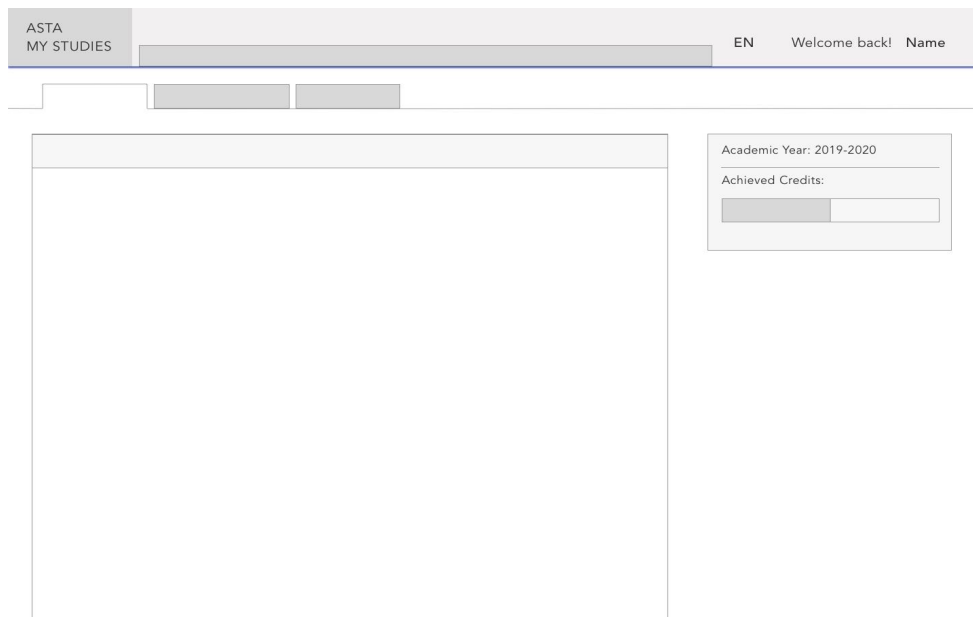 ASTA
MY STUDIES
EN Welcome back! Name
Academic Year: 2019-2020
Achieved Credits: